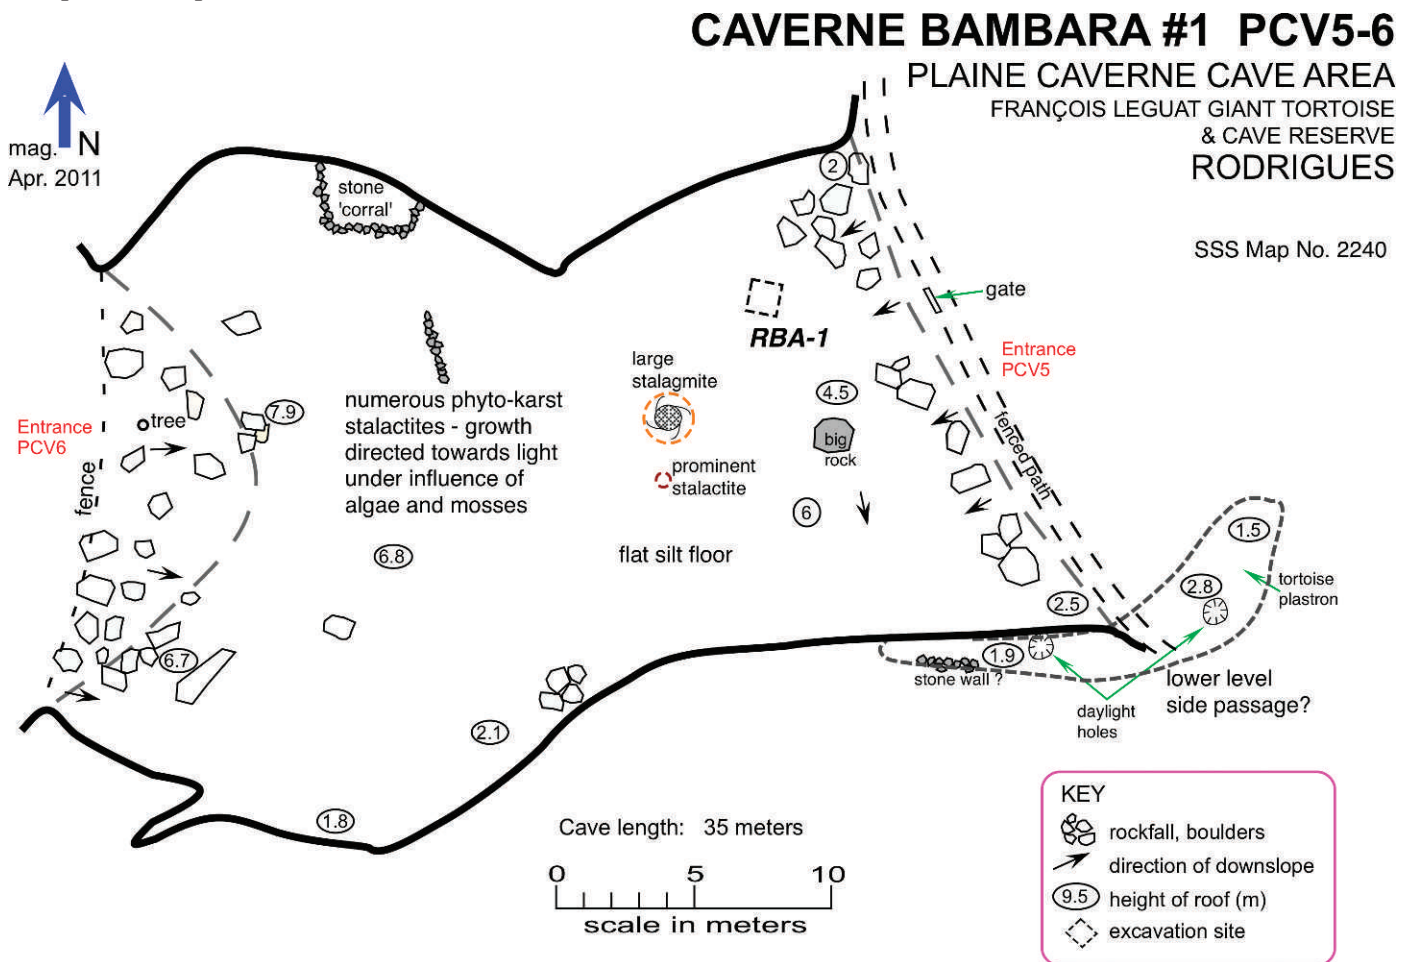 CAVERNE BAMBARA #1 PCV5-6
PLAINE CAVERNE CAVE AREA
FRANÇOIS LEGUAT GIANT TORTOISE
& CAVE RESERVE
RODRIGUES
SSS Map No. 2240
mag. N
Apr. 2011
stone
'corral'
2
gate
RBA-1
Entrance
PCV5
large
stalagmite
4.5
7.9
tree
Entrance
PCV6
fence
numerous phyto-karst
stalactites - growth
directed towards light
under influence of
algae and mosses
big
rock
fenced path
prominent
stalactite
6
1.5
6.8
flat silt floor
tortoise
plastron
2.8
2.5
6.7
1.9
stone wall ?
lower level
side passage?
daylight
holes
2.1
1.8
Cave length: 35 meters
0 5 10
scale in meters
KEY
rockfall, boulders
direction of downslope
9.5 height of roof (m)
excavation site